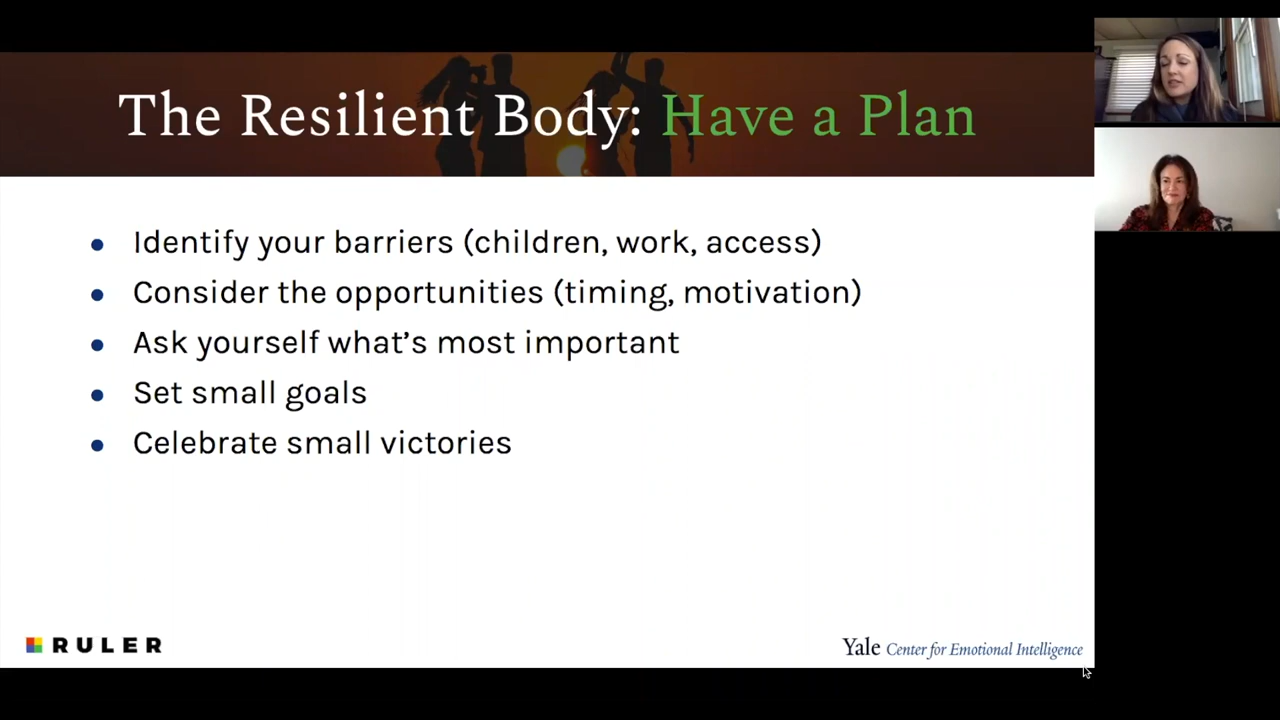 The Resilient Body: Have a Plan
Identify your barriers (children, work, access)
Consider the opportunities (timing, motivation)
Ask yourself what's most important
Set small goals
Celebrate small victories
RULER
Yale Center for Emotional Intelligence